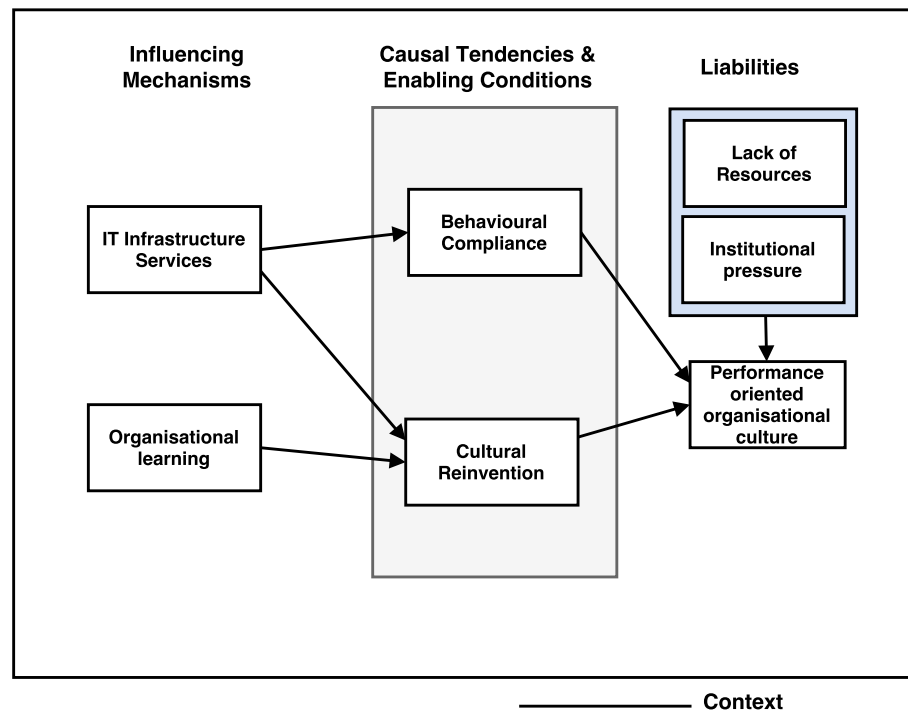 Influencing
Mechanisms
Causal Tendencies &
Enabling Conditions
Liabilities
Lack of
Resources
IT Infrastructure
Services
Behavioural
Compliance
Institutional
pressure
Performance
oriented
organisational
culture
Organisational
learning
Cultural
Reinvention
Context